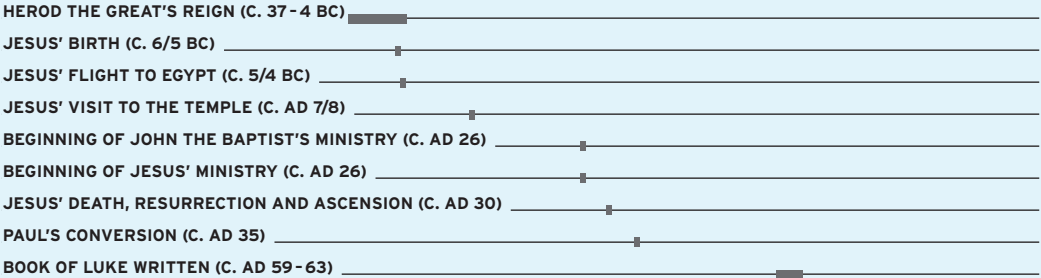 HEROD THE GREAT'S REIGN (C. 37–4 BC)
JESUS' BIRTH (C. 6/5 BC)
JESUS' FLIGHT TO EGYPT (C. 5/4 BC)
JESUS' VISIT TO THE TEMPLE (C. AD 7/8)
BEGINNING OF JOHN THE BAPTIST'S MINISTRY (C. AD 26)
BEGINNING OF JESUS' MINISTRY (C. AD 26)
JESUS' DEATH, RESURRECTION AND ASCENSION (C. AD 30)
PAUL'S CONVERSION (C. AD 35)
BOOK OF LUKE WRITTEN (C. AD 59–63)